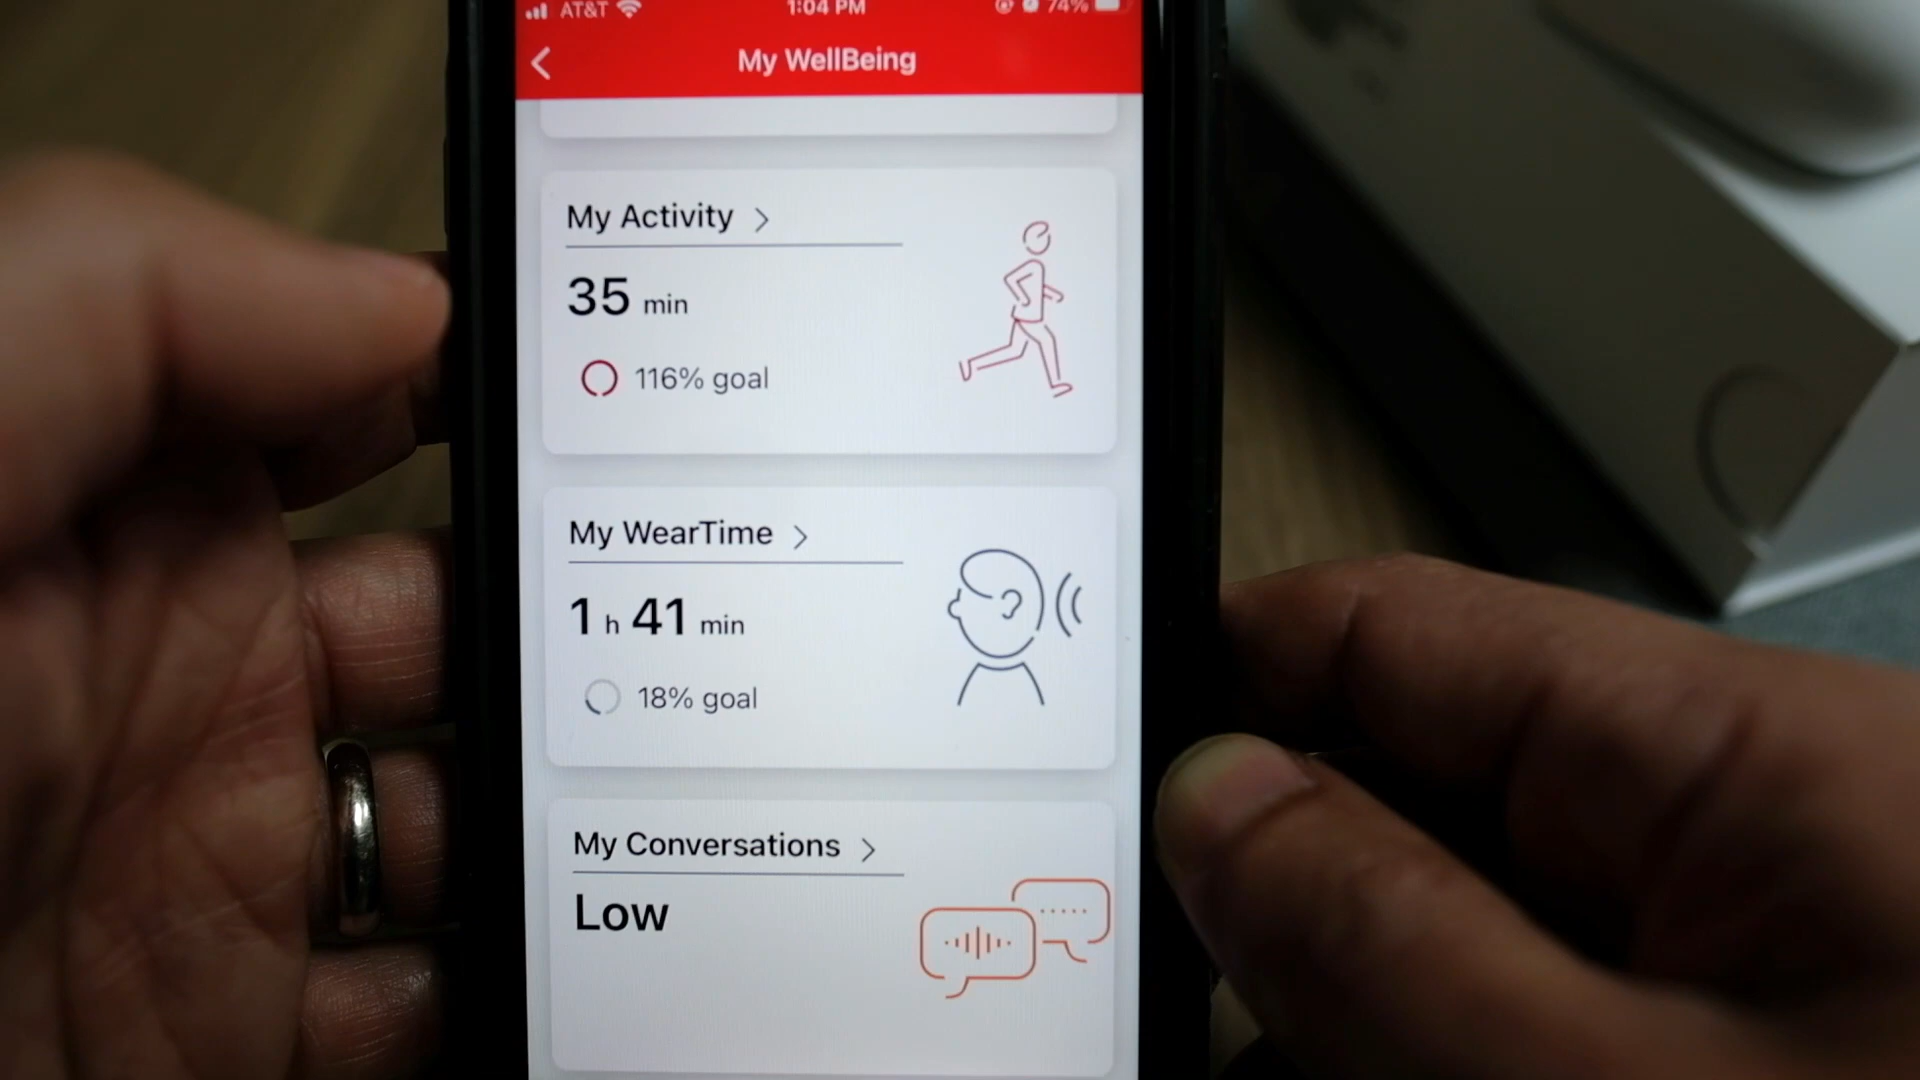 AT&T 1:04 PM 74%
My WellBeing
My Activity
35 min
116% goal
My WearTime
1 h 41 min
18% goal
My Conversations
Low